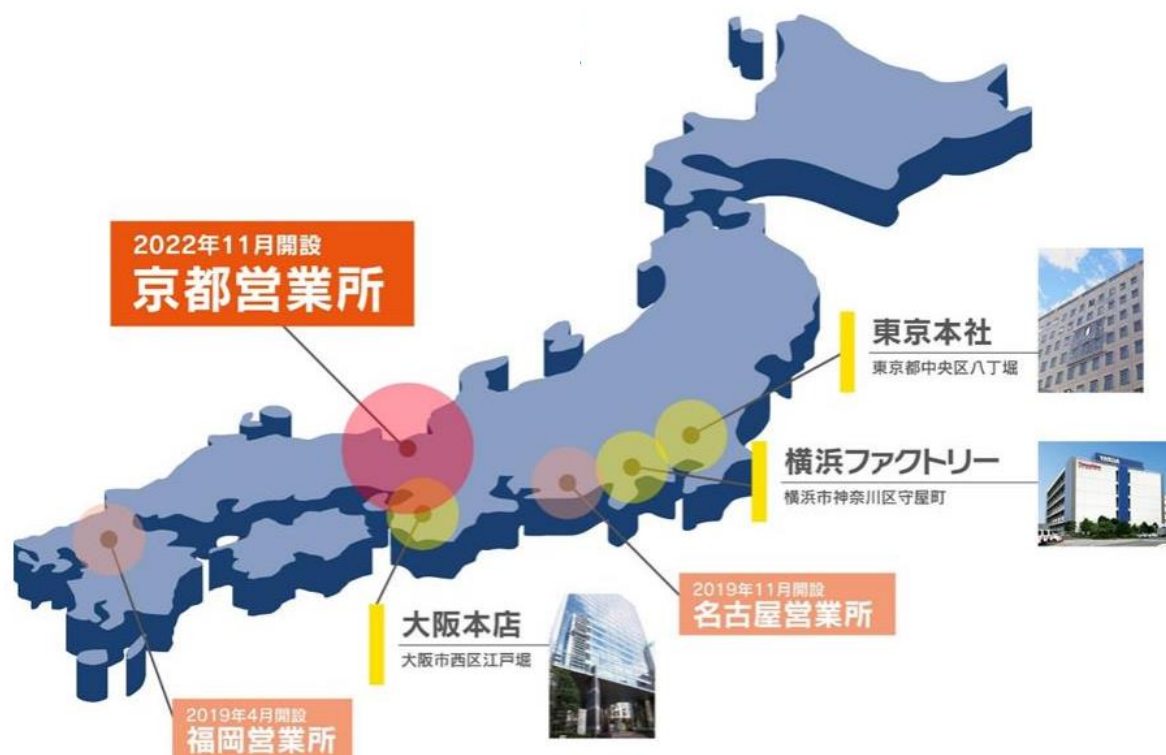 2022年11月開設
京都営業所
東京本社
東京都中央区八丁堀
横浜ファクトリー
横浜市神奈川区守屋町
2019年11月開設
名古屋営業所
大阪本店
大阪市西区江戸堀
2019年4月開設
福岡営業所